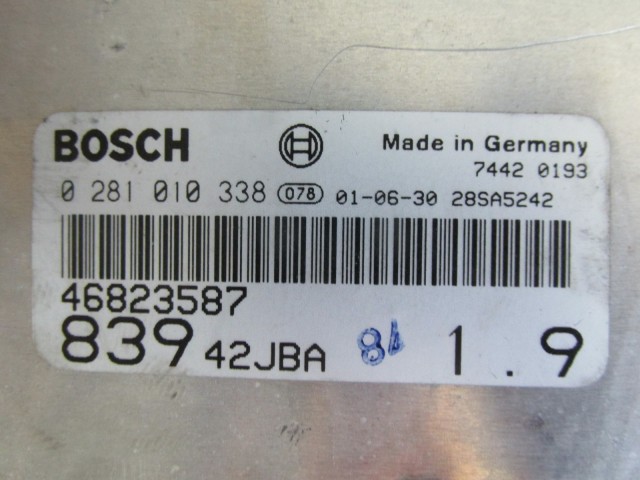 BOSCH Made in Germany
7442 0193
0 281 010 338 078 01-06-30 28SA5242
46823587
839 42JBA 1.9